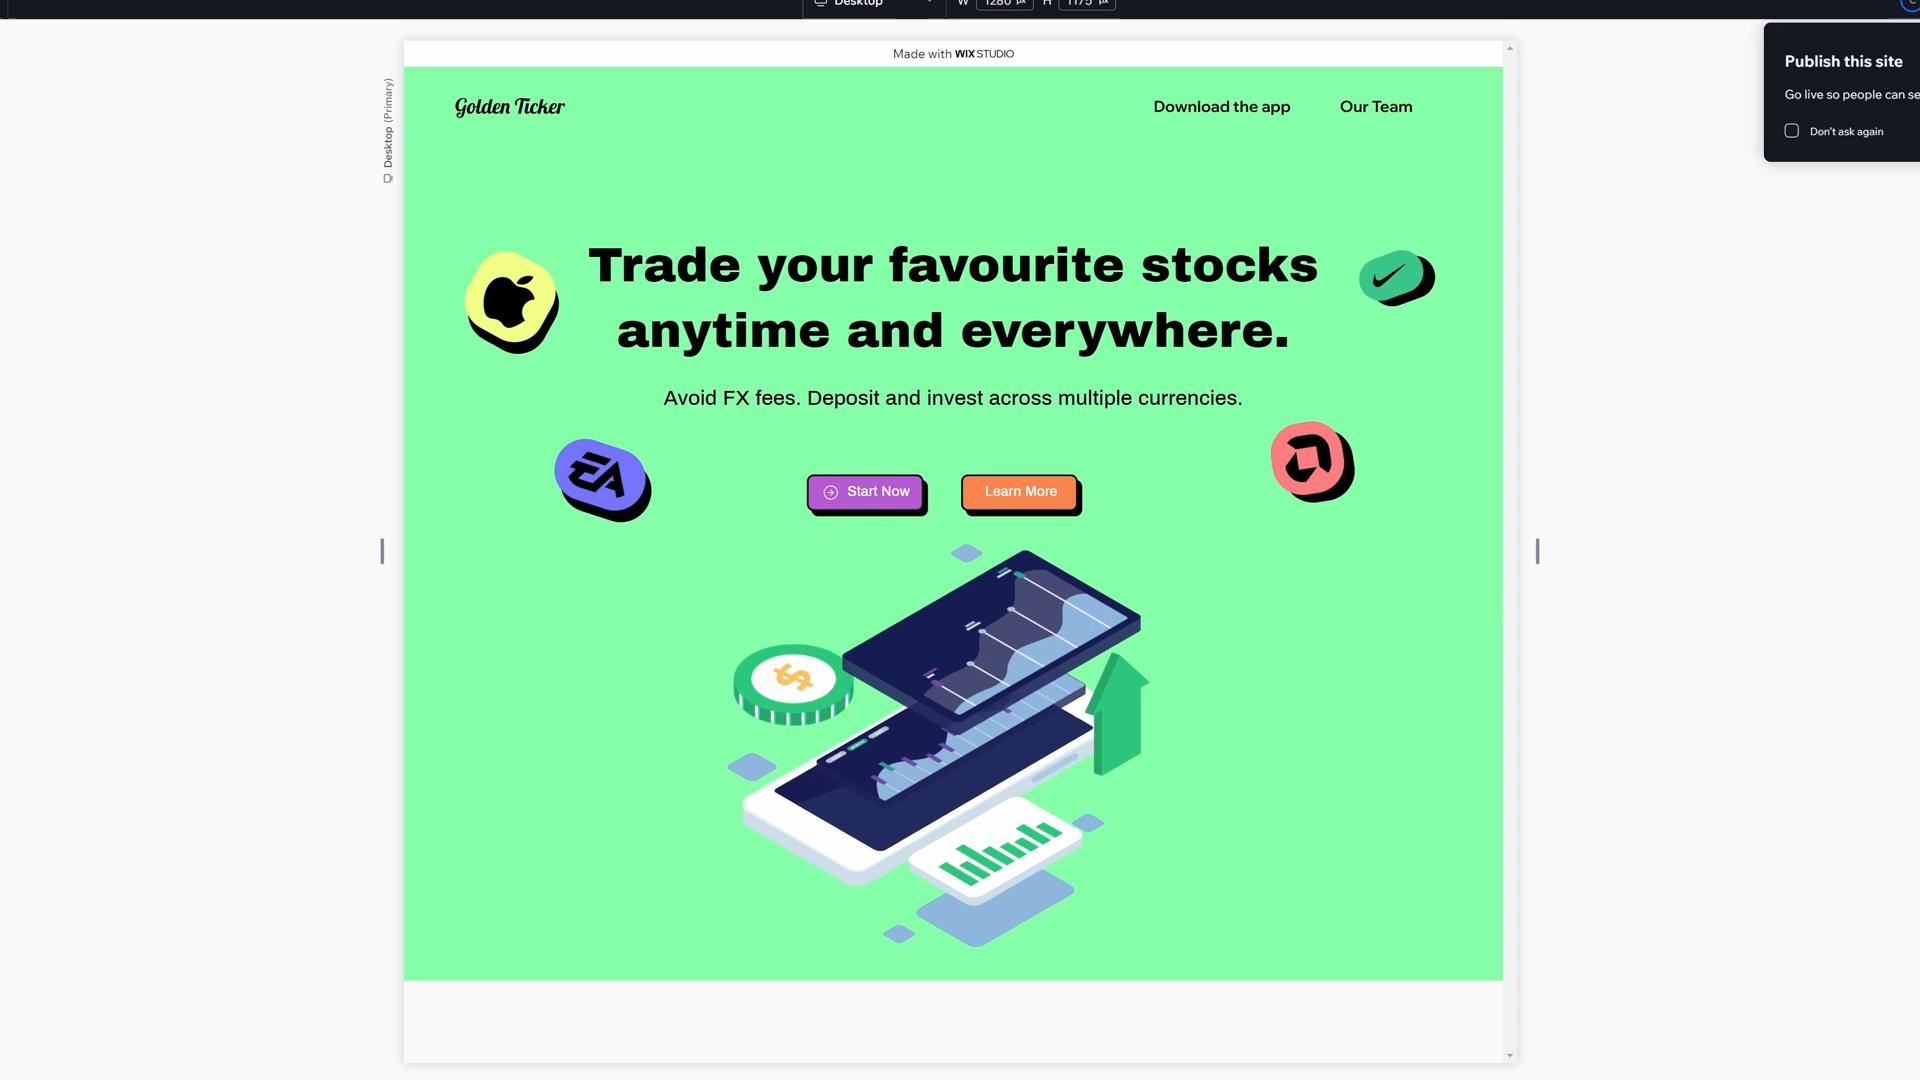 Desktop
W 1280 px H 1175 px
Made with WIX STUDIO
Publish this site
Go live so people can se
Don't ask again
Desktop (Primary)
Golden Ticker
Download the app
Our Team
Trade your favourite stocks
anytime and everywhere.
Avoid FX fees. Deposit and invest across multiple currencies.
EA
Start Now
Learn More
$